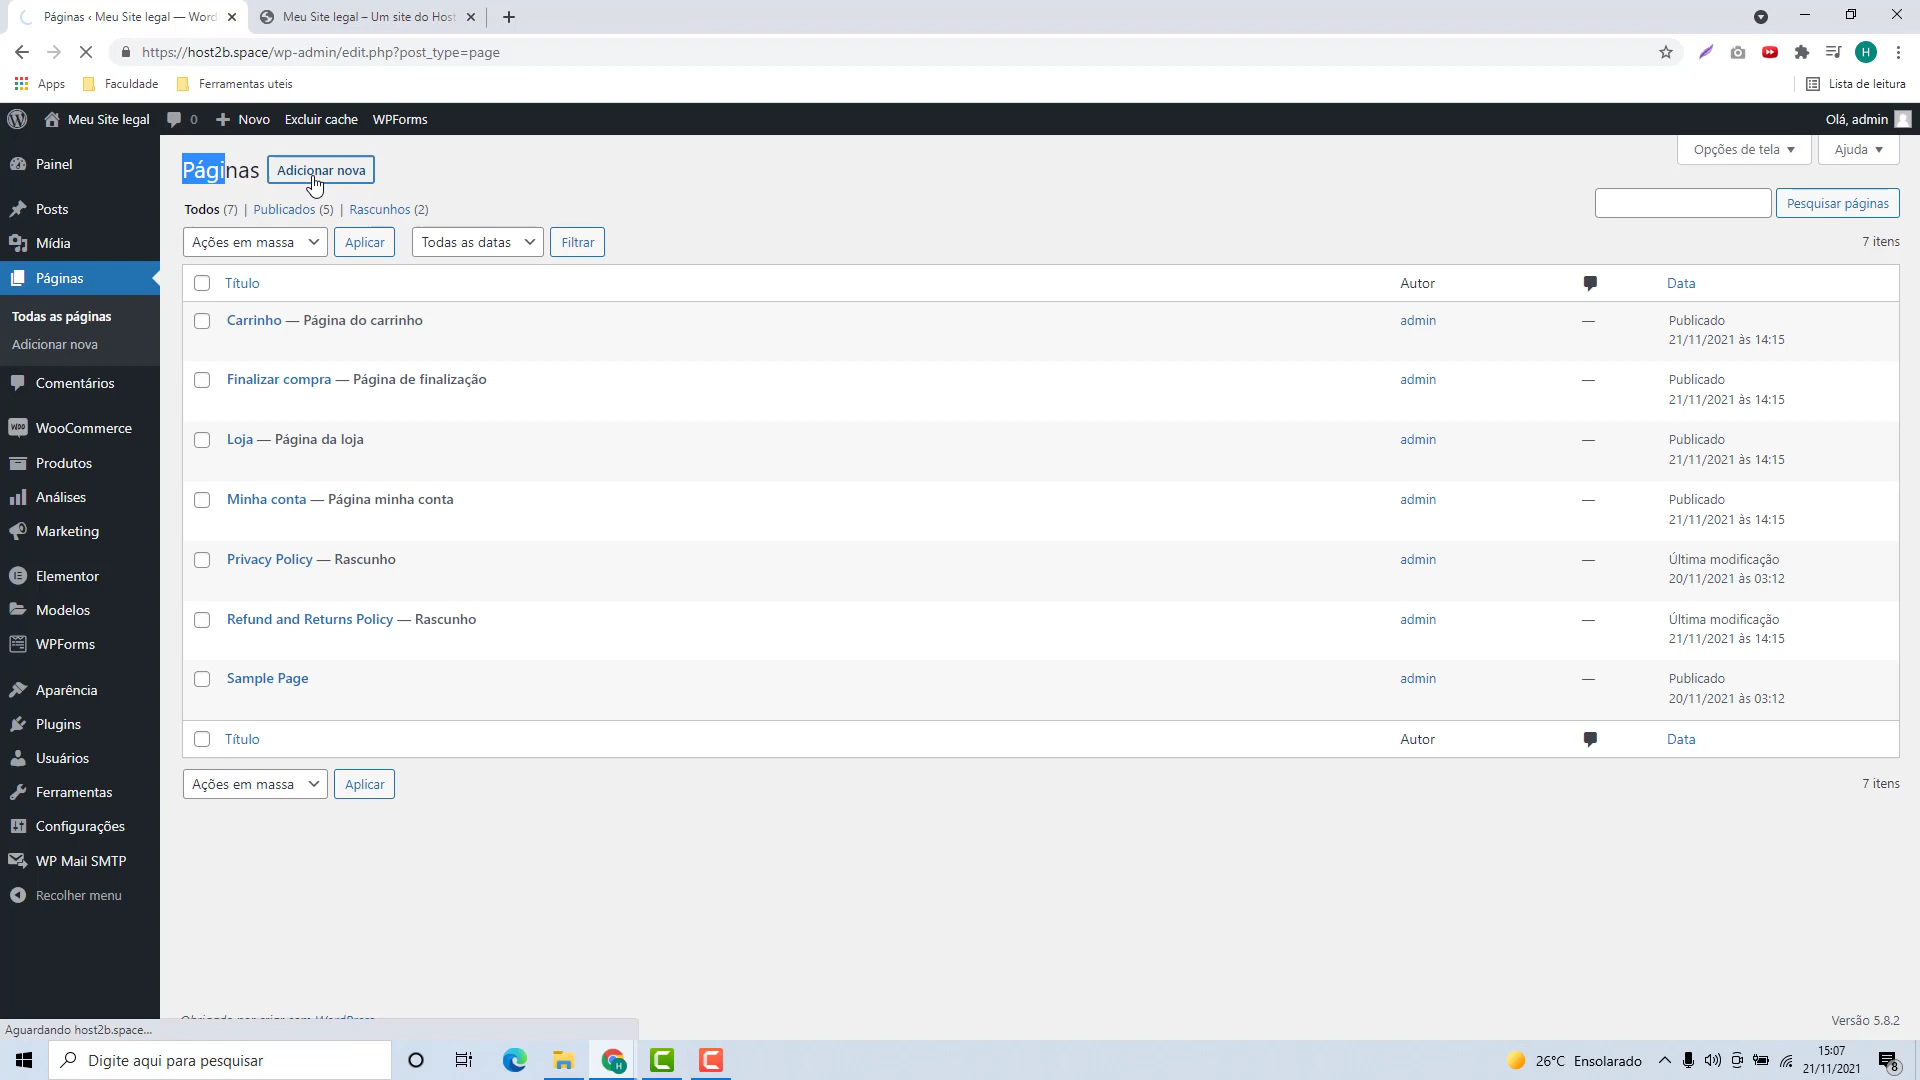 Páginas ‹ Meu Site legal — Word
Meu Site legal – Um site do Host
https://host2b.space/wp-admin/edit.php?post_type=page
H
Apps
Faculdade
Ferramentas uteis
Lista de leitura
Meu Site legal
0
Novo
Excluir cache
WPForms
Olá, admin
Painel
Posts
Mídia
Páginas
Todas as páginas
Adicionar nova
Comentários
WooCommerce
Produtos
Análises
Marketing
Elementor
Modelos
WPForms
Aparência
Plugins
Usuários
Ferramentas
Configurações
WP Mail SMTP
Recolher menu
Páginas
Adicionar nova
Opções de tela
Ajuda
Todos (7) | Publicados (5) | Rascunhos (2)
Pesquisar páginas
Ações em massa
Aplicar
Todas as datas
Filtrar
7 itens
Título
Autor
Data
Carrinho — Página do carrinho
admin
—
Publicado
21/11/2021 às 14:15
Finalizar compra — Página de finalização
admin
—
Publicado
21/11/2021 às 14:15
Loja — Página da loja
admin
—
Publicado
21/11/2021 às 14:15
Minha conta — Página minha conta
admin
—
Publicado
21/11/2021 às 14:15
Privacy Policy — Rascunho
admin
—
Última modificação
20/11/2021 às 03:12
Refund and Returns Policy — Rascunho
admin
—
Última modificação
21/11/2021 às 14:15
Sample Page
admin
—
Publicado
20/11/2021 às 03:12
Título
Autor
Data
Ações em massa
Aplicar
7 itens
Obrigado por criar com WordPress
Versão 5.8.2
Aguardando host2b.space...
Digite aqui para pesquisar
26°C Ensolarado
15:07
21/11/2021
8